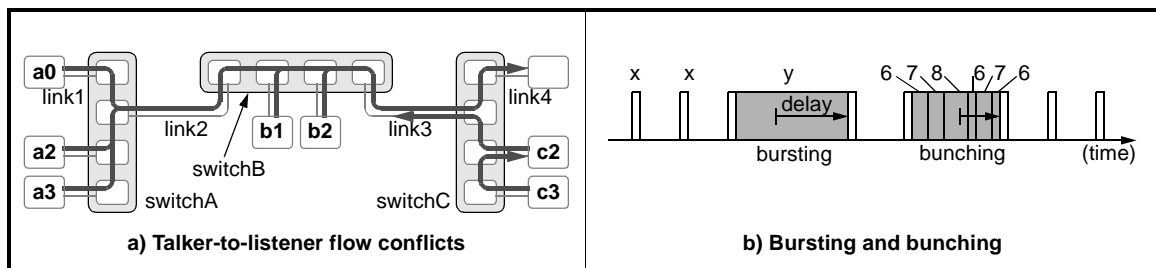 a0
link1
link4
a2
link2
b1
b2
link3
c2
a3
switchB
c3
switchA
switchC
a) Talker-to-listener flow conflicts
x x y 6 7 8 6 7 6
delay
bursting bunching (time)
b) Bursting and bunching